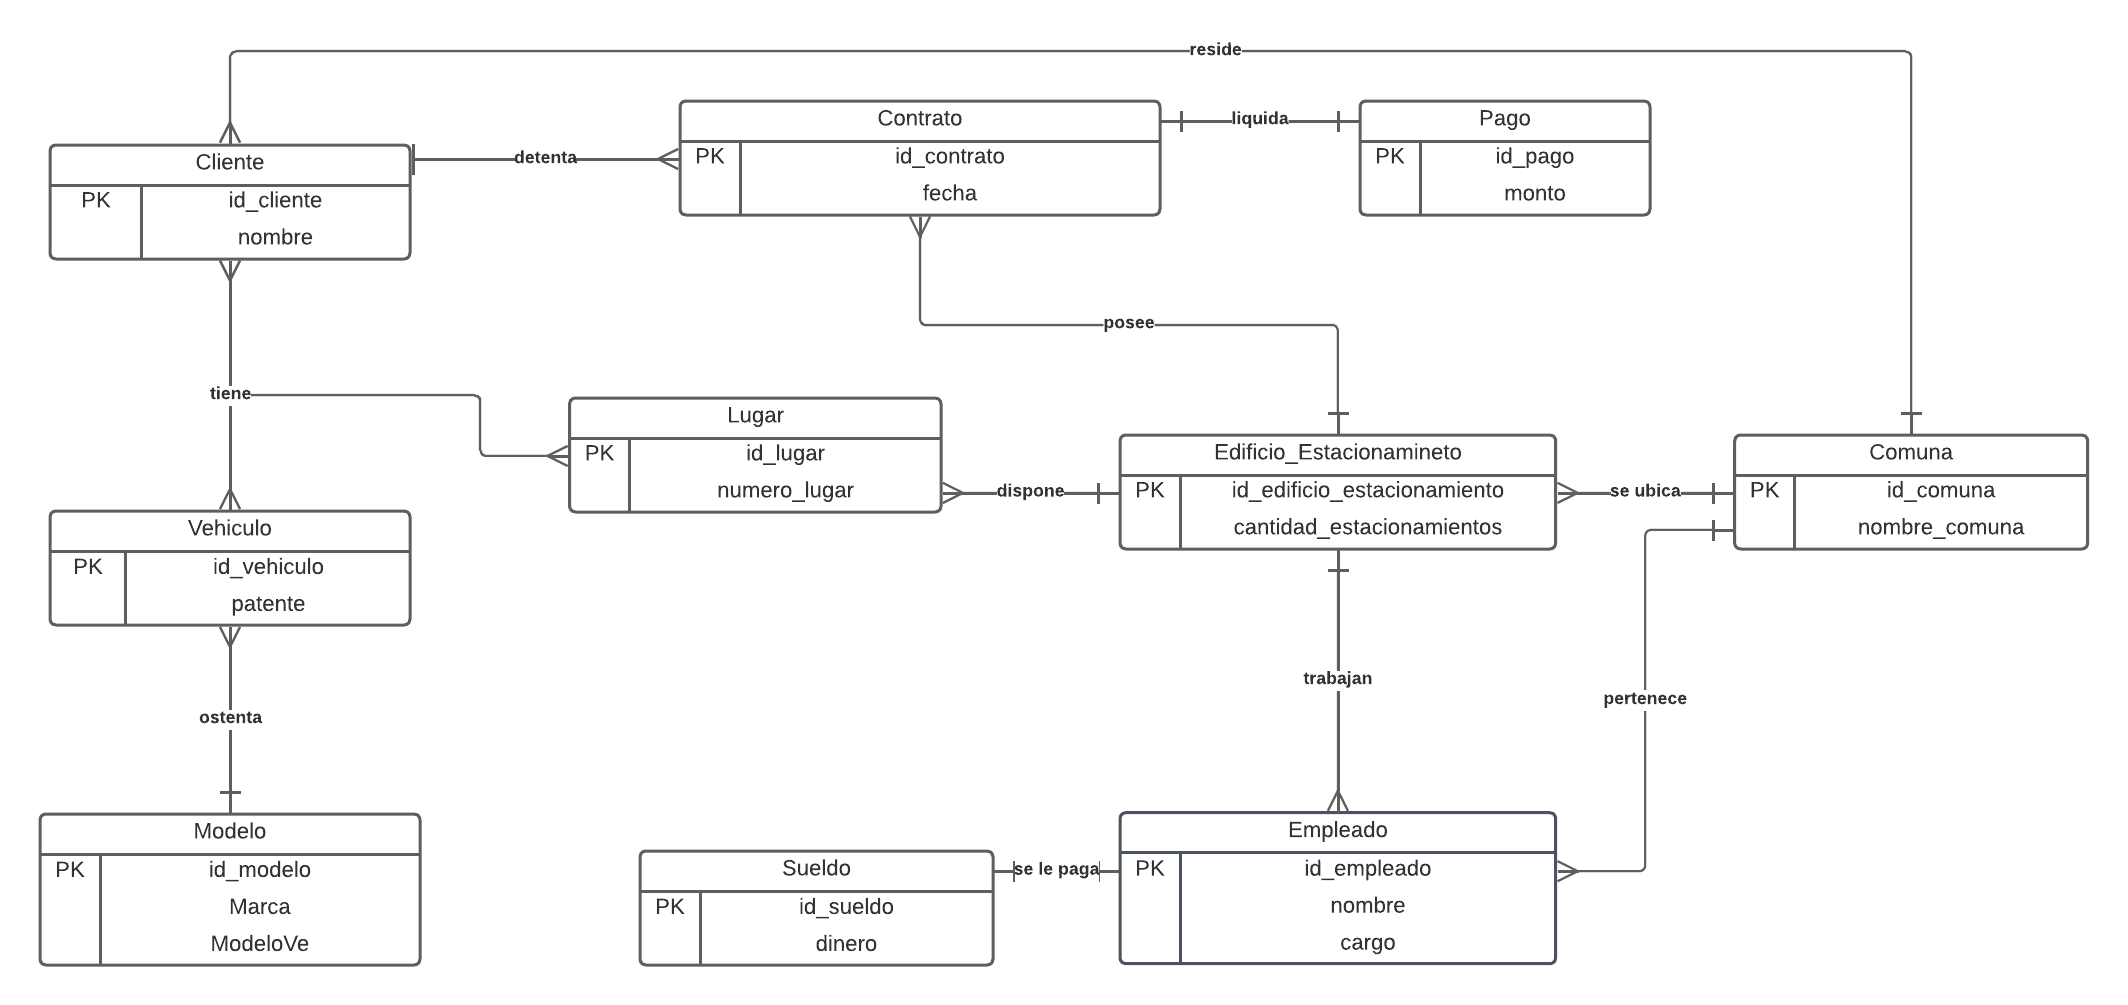 reside
Contrato
PK id_contrato
fecha
liquida
Pago
PK id_pago
monto
Cliente
PK id_cliente
nombre
detenta
posee
tiene
Lugar
PK id_lugar
numero_lugar
dispone
Edificio_Estacionamineto
PK id_edificio_estacionamiento
cantidad_estacionamientos
se ubica
Comuna
PK id_comuna
nombre_comuna
Vehiculo
PK id_vehiculo
patente
trabajan
pertenece
ostenta
Modelo
PK id_modelo
Marca
ModeloVe
Sueldo
PK id_sueldo
dinero
se le paga
Empleado
PK id_empleado
nombre
cargo